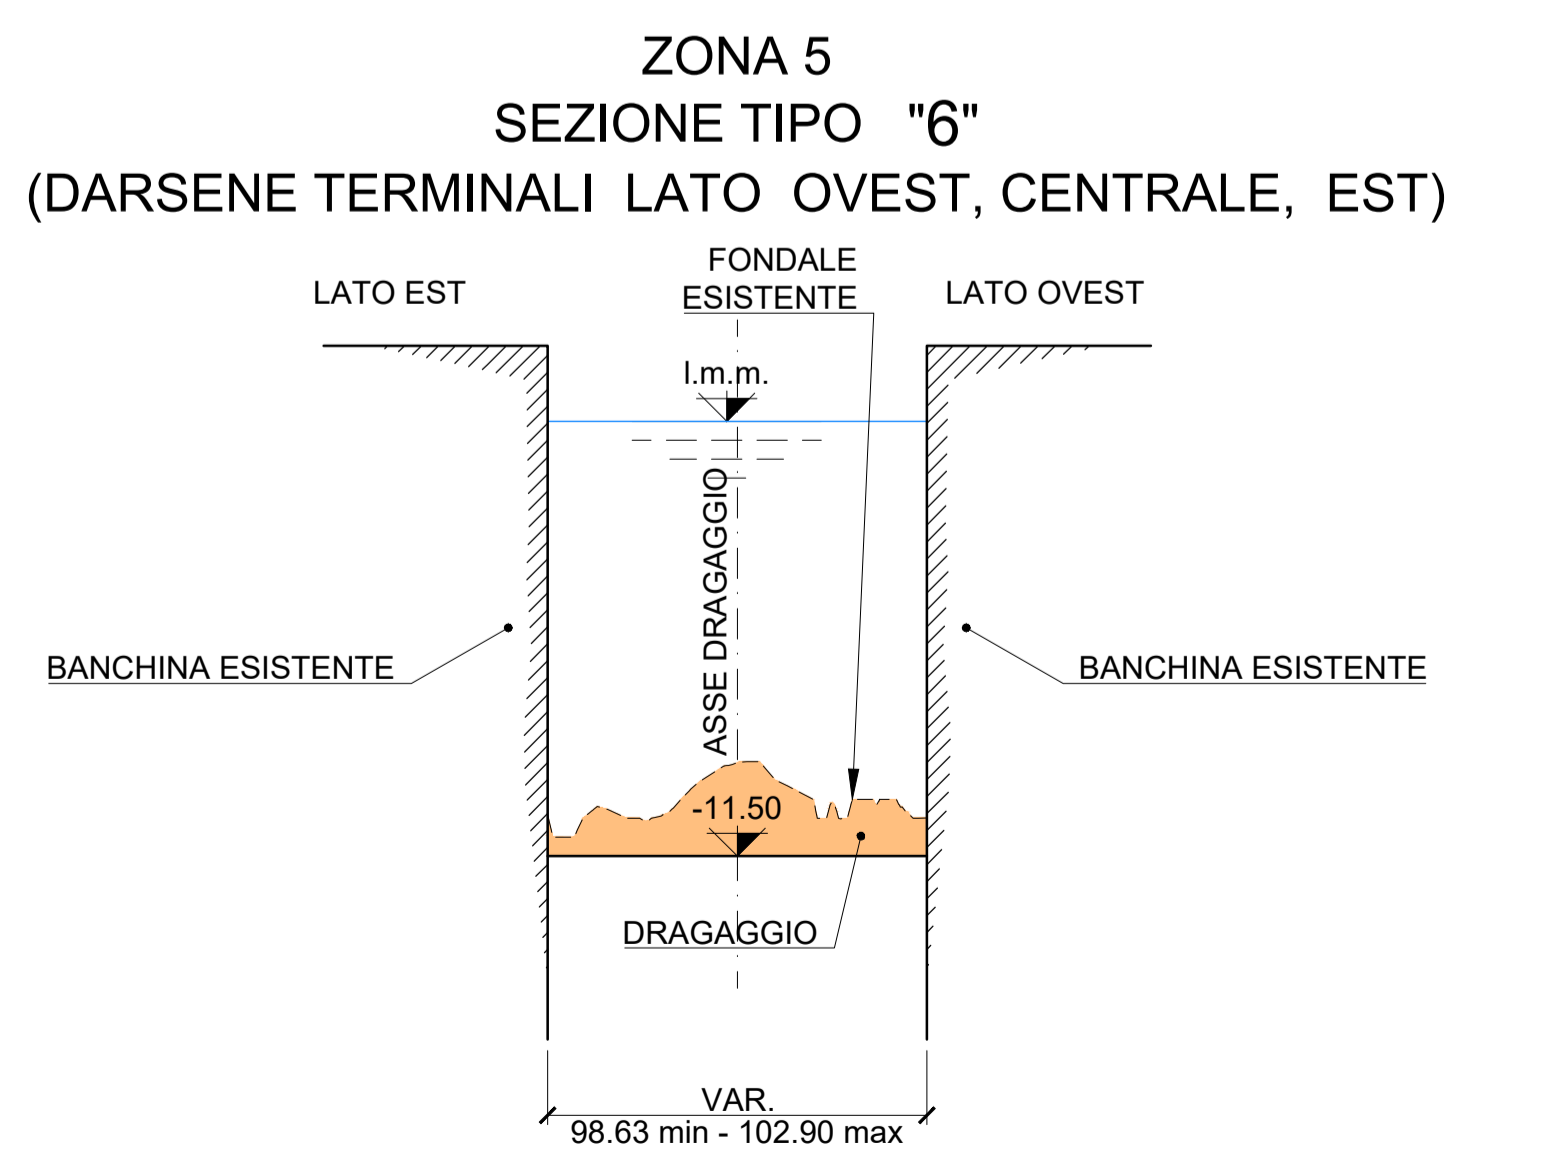 ZONA 5
SEZIONE TIPO "6"
(DARSENE TERMINALI LATO OVEST, CENTRALE, EST)
FONDALE
ESISTENTE
LATO EST
LATO OVEST
l.m.m.
ASSE DRAGAGGIO
BANCHINA ESISTENTE
BANCHINA ESISTENTE
-11.50
DRAGAGGIO
VAR.
98.63 min - 102.90 max